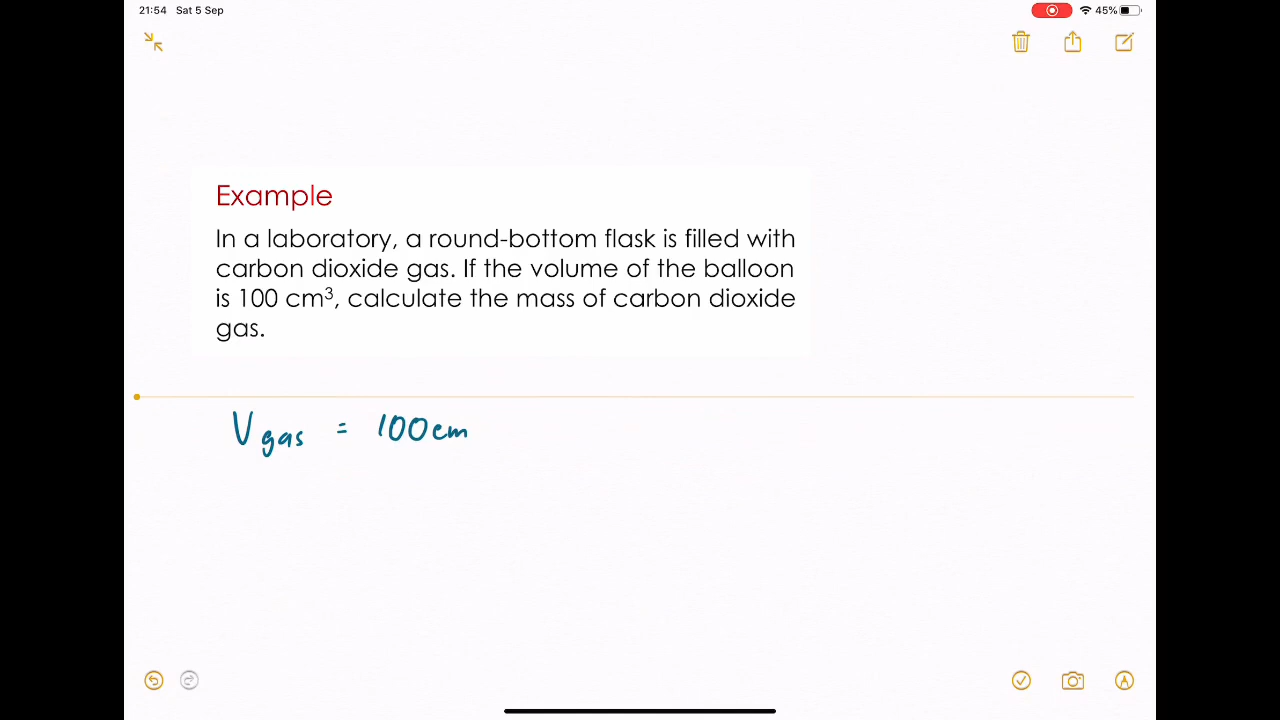 21:54 Sat 5 Sep 45%
Example
In a laboratory, a round-bottom flask is filled with
carbon dioxide gas. If the volume of the balloon
is 100 cm³, calculate the mass of carbon dioxide
gas.
V gas = 100cm